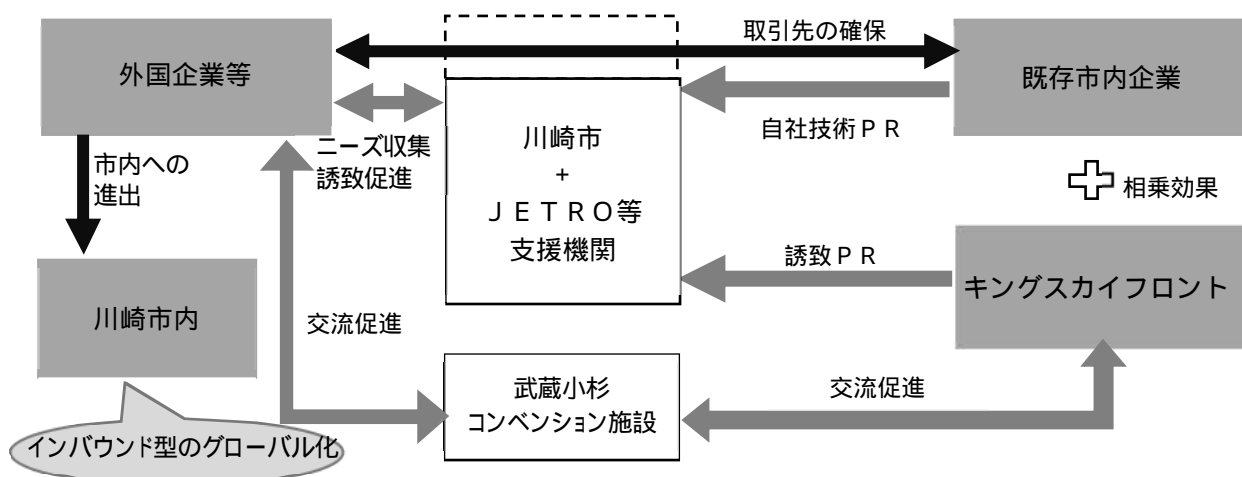 取引先の確保
外国企業等
既存市内企業
ニーズ収集
誘致促進
川崎市
+
ＪＥＴＲＯ等
支援機関
自社技術ＰＲ
市内への
進出
相乗効果
誘致ＰＲ
キングスカイフロント
川崎市内
交流促進
武蔵小杉
コンベンション施設
交流促進
インバウンド型のグローバル化